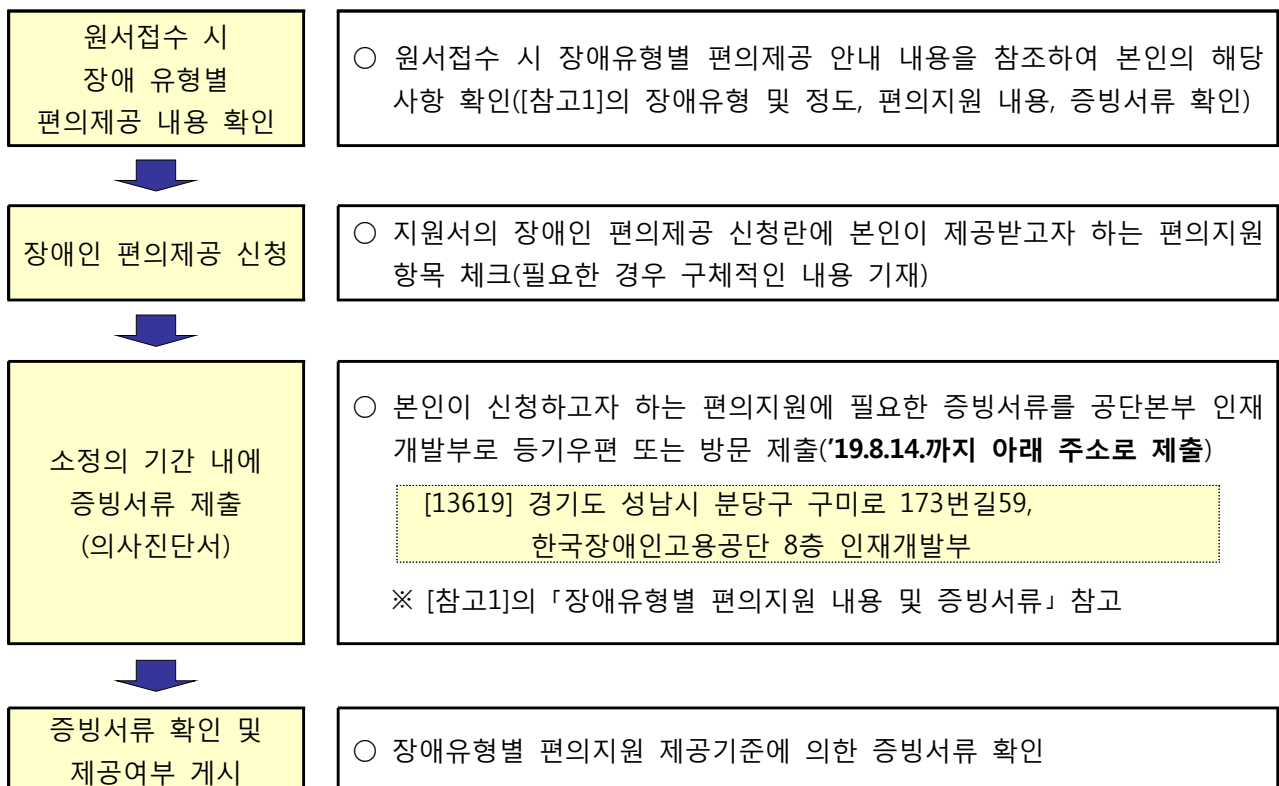 원서접수 시
장애 유형별
편의제공 내용 확인
○ 원서접수 시 장애유형별 편의제공 안내 내용을 참조하여 본인의 해당
사항 확인([참고1]의 장애유형 및 정도, 편의지원 내용, 증빙서류 확인)
장애인 편의제공 신청
○ 지원서의 장애인 편의제공 신청란에 본인이 제공받고자 하는 편의지원
항목 체크(필요한 경우 구체적인 내용 기재)
소정의 기간 내에
증빙서류 제출
(의사진단서)
○ 본인이 신청하고자 하는 편의지원에 필요한 증빙서류를 공단본부 인재
개발부로 등기우편 또는 방문 제출('19.8.14.까지 아래 주소로 제출)
[13619] 경기도 성남시 분당구 구미로 173번길59,
한국장애인고용공단 8층 인재개발부
※ [참고1]의 「장애유형별 편의지원 내용 및 증빙서류」 참고
증빙서류 확인 및
제공여부 게시
○ 장애유형별 편의지원 제공기준에 의한 증빙서류 확인